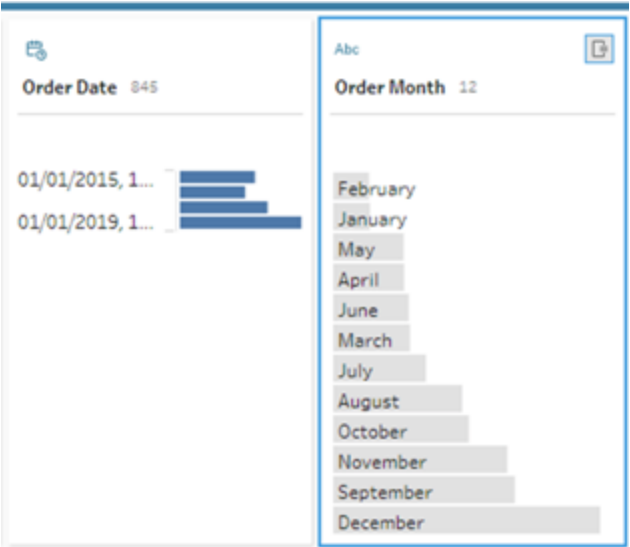 Order Date 845
01/01/2015, 1...
01/01/2019, 1...
Abc
Order Month 12
February
January
May
April
June
March
July
August
October
November
September
December